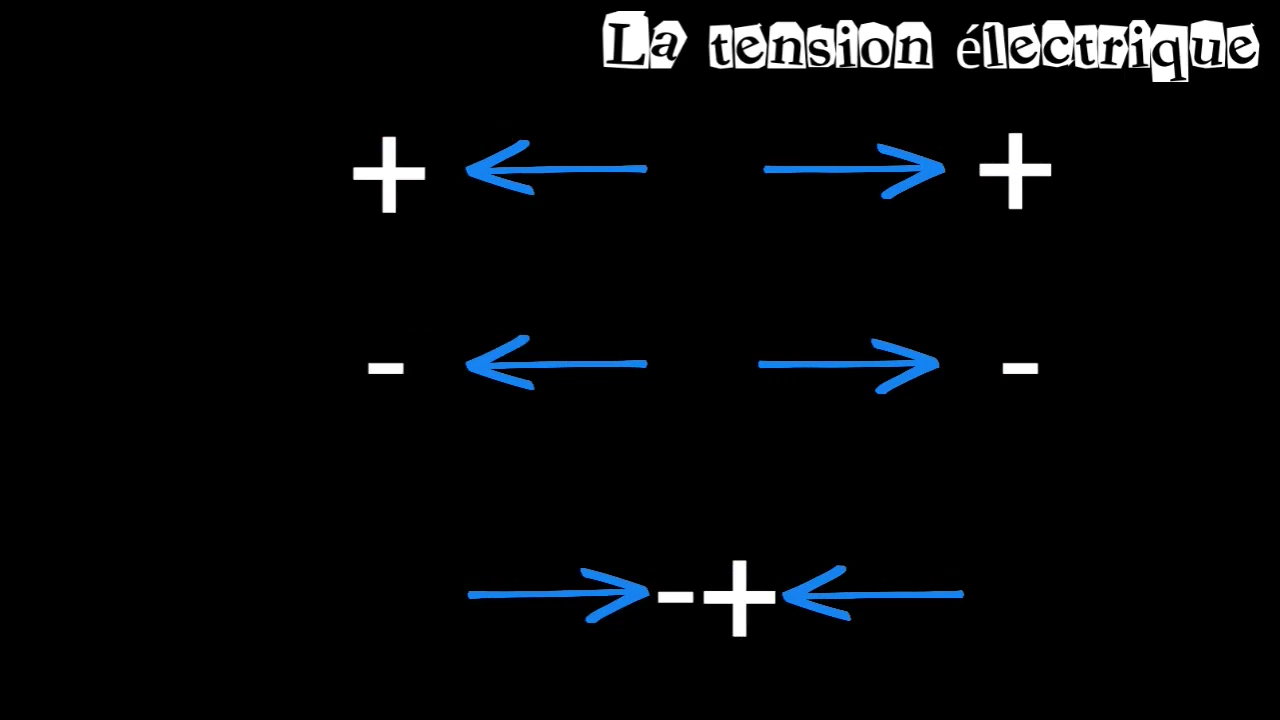 La tension électrique
+ +
- -
-+